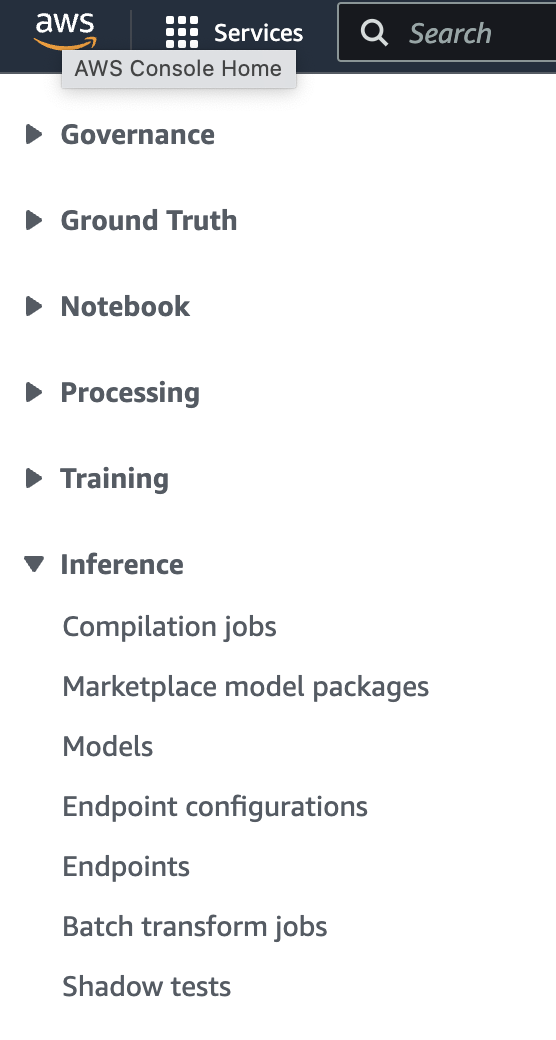 aws
Services
Search
AWS Console Home
Governance
Ground Truth
Notebook
Processing
Training
Inference
Compilation jobs
Marketplace model packages
Models
Endpoint configurations
Endpoints
Batch transform jobs
Shadow tests